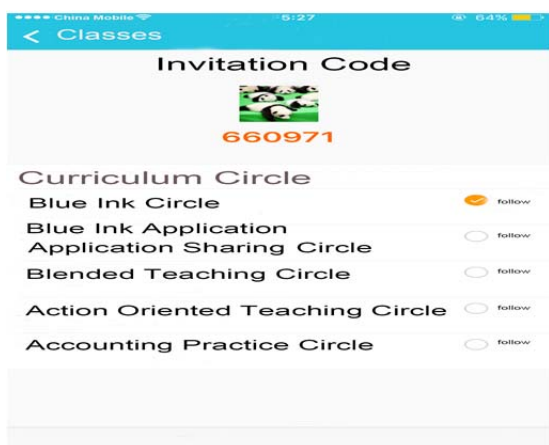 China Mobile 5:27 64%
< Classes
Invitation Code
660971
Curriculum Circle
Blue Ink Circle follow
Blue Ink Application follow
Application Sharing Circle
Blended Teaching Circle follow
Action Oriented Teaching Circle follow
Accounting Practice Circle follow